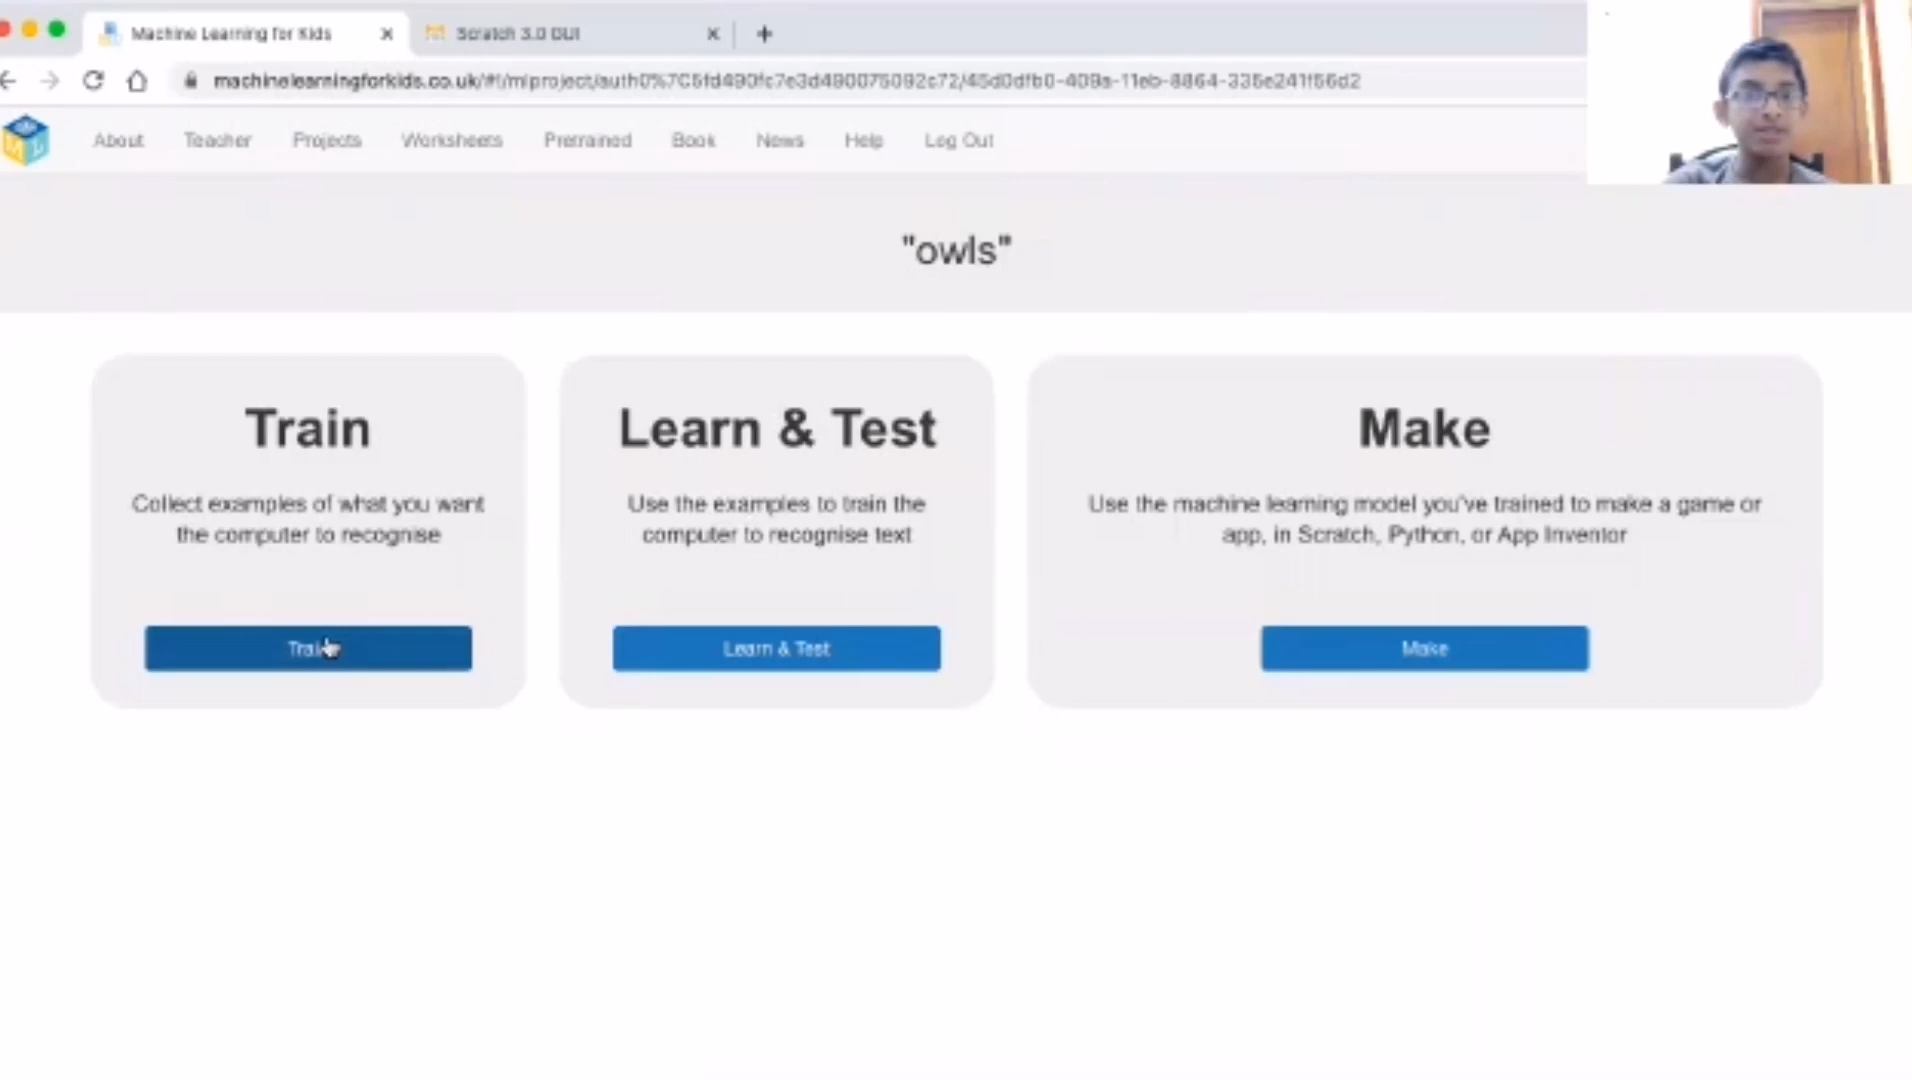 Machine Learning for Kids
Scratch 3.0 GUI
machinelearningforkids.co.uk/#!/mlproject/auth0%7C5fd490fc7e3d490075092c72/45d0dfb0-409a-11eb-8864-335e241f56d2
About Teacher Projects Worksheets Pretrained Book News Help Log Out
"owls"
Train
Collect examples of what you want
the computer to recognise
Train
Learn & Test
Use the examples to train the
computer to recognise text
Learn & Test
Make
Use the machine learning model you've trained to make a game or
app, in Scratch, Python, or App Inventor
Make